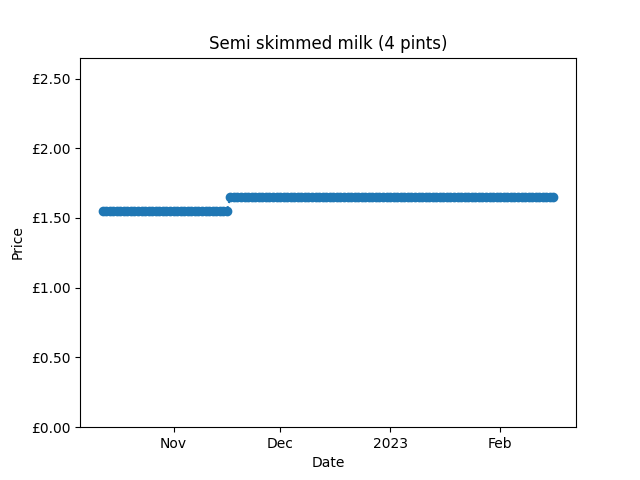 Semi skimmed milk (4 pints)
£2.50
£2.00
£1.50
£1.00
£0.50
£0.00
Price
Nov Dec 2023 Feb
Date